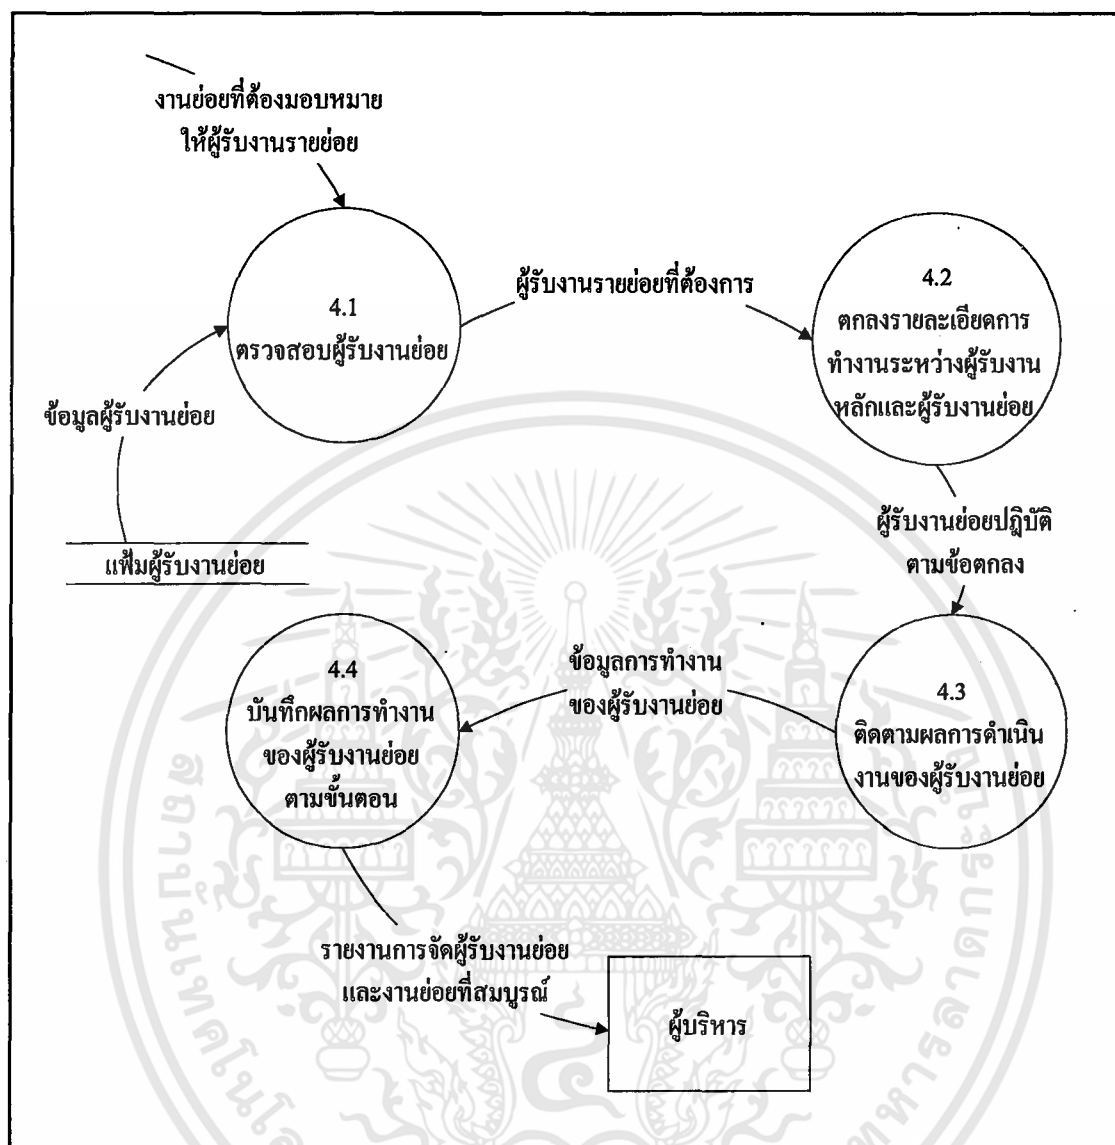 งานย่อยที่ต้องมอบหมาย
ให้ผู้รับงานรายย่อย
4.1
ตรวจสอบผู้รับงานย่อย
ผู้รับงานรายย่อยที่ต้องการ
4.2
ตกลงรายละเอียดการ
ทำงานระหว่างผู้รับงาน
หลักและผู้รับงานย่อย
ข้อมูลผู้รับงานย่อย
แฟ้มผู้รับงานย่อย
ผู้รับงานย่อยปฎิบัติ
ตามข้อตกลง
4.3
ติดตามผลการดำเนิน
งานของผู้รับงานย่อย
ข้อมูลการทำงาน
ของผู้รับงานย่อย
4.4
บันทึกผลการทำงาน
ของผู้รับงานย่อย
ตามขั้นตอน
รายงานการจัดผู้รับงานย่อย
และงานย่อยที่สมบูรณ์
ผู้บริหาร